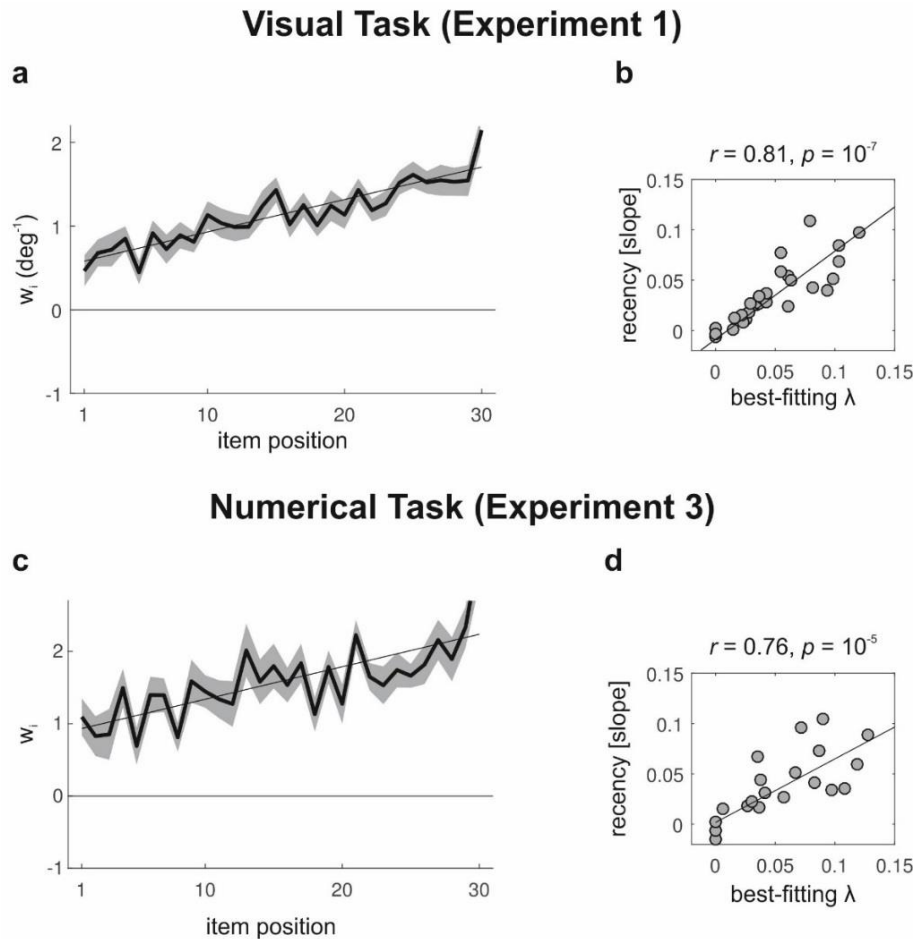 Visual Task (Experiment 1)
a
b
2
1
0
-1
w_i (deg⁻¹)
1 10 20 30
item position
r = 0.81, p = 10⁻⁷
0.15
0.1
0.05
0
recency [slope]
0 0.05 0.1 0.15
best-fitting λ
Numerical Task (Experiment 3)
c
d
2
1
0
-1
w_i
1 10 20 30
item position
r = 0.76, p = 10⁻⁵
0.15
0.1
0.05
0
recency [slope]
0 0.05 0.1 0.15
best-fitting λ